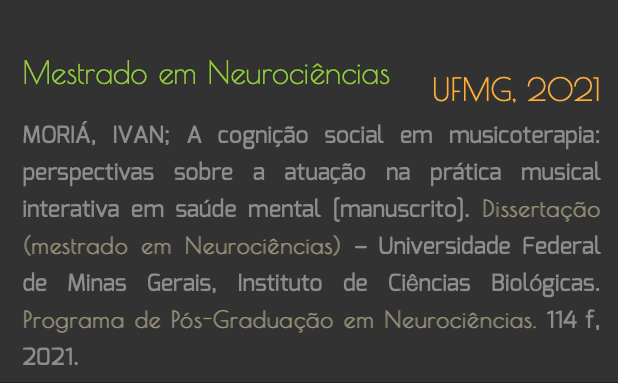 Mestrado em Neurociências
UFMG, 2021
MORIÁ, IVAN; A cognição social em musicoterapia:
perspectivas sobre a atuação na prática musical
interativa em saúde mental (manuscrito). Dissertação
(mestrado em Neurociências) – Universidade Federal
de Minas Gerais, Instituto de Ciências Biológicas.
Programa de Pós-Graduação em Neurociências. 114 f,
2021.